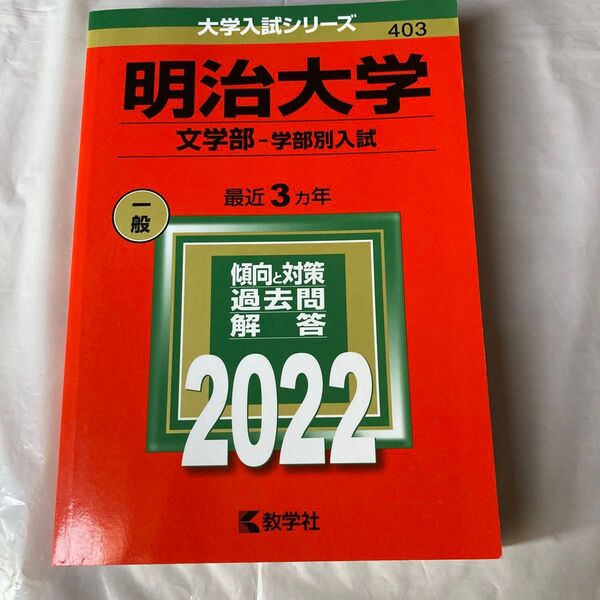 大学入試シリーズ
403
明治大学
文学部-学部別入試
最近3ヵ年
一般
傾向と対策
過去問
解答
2022
教学社